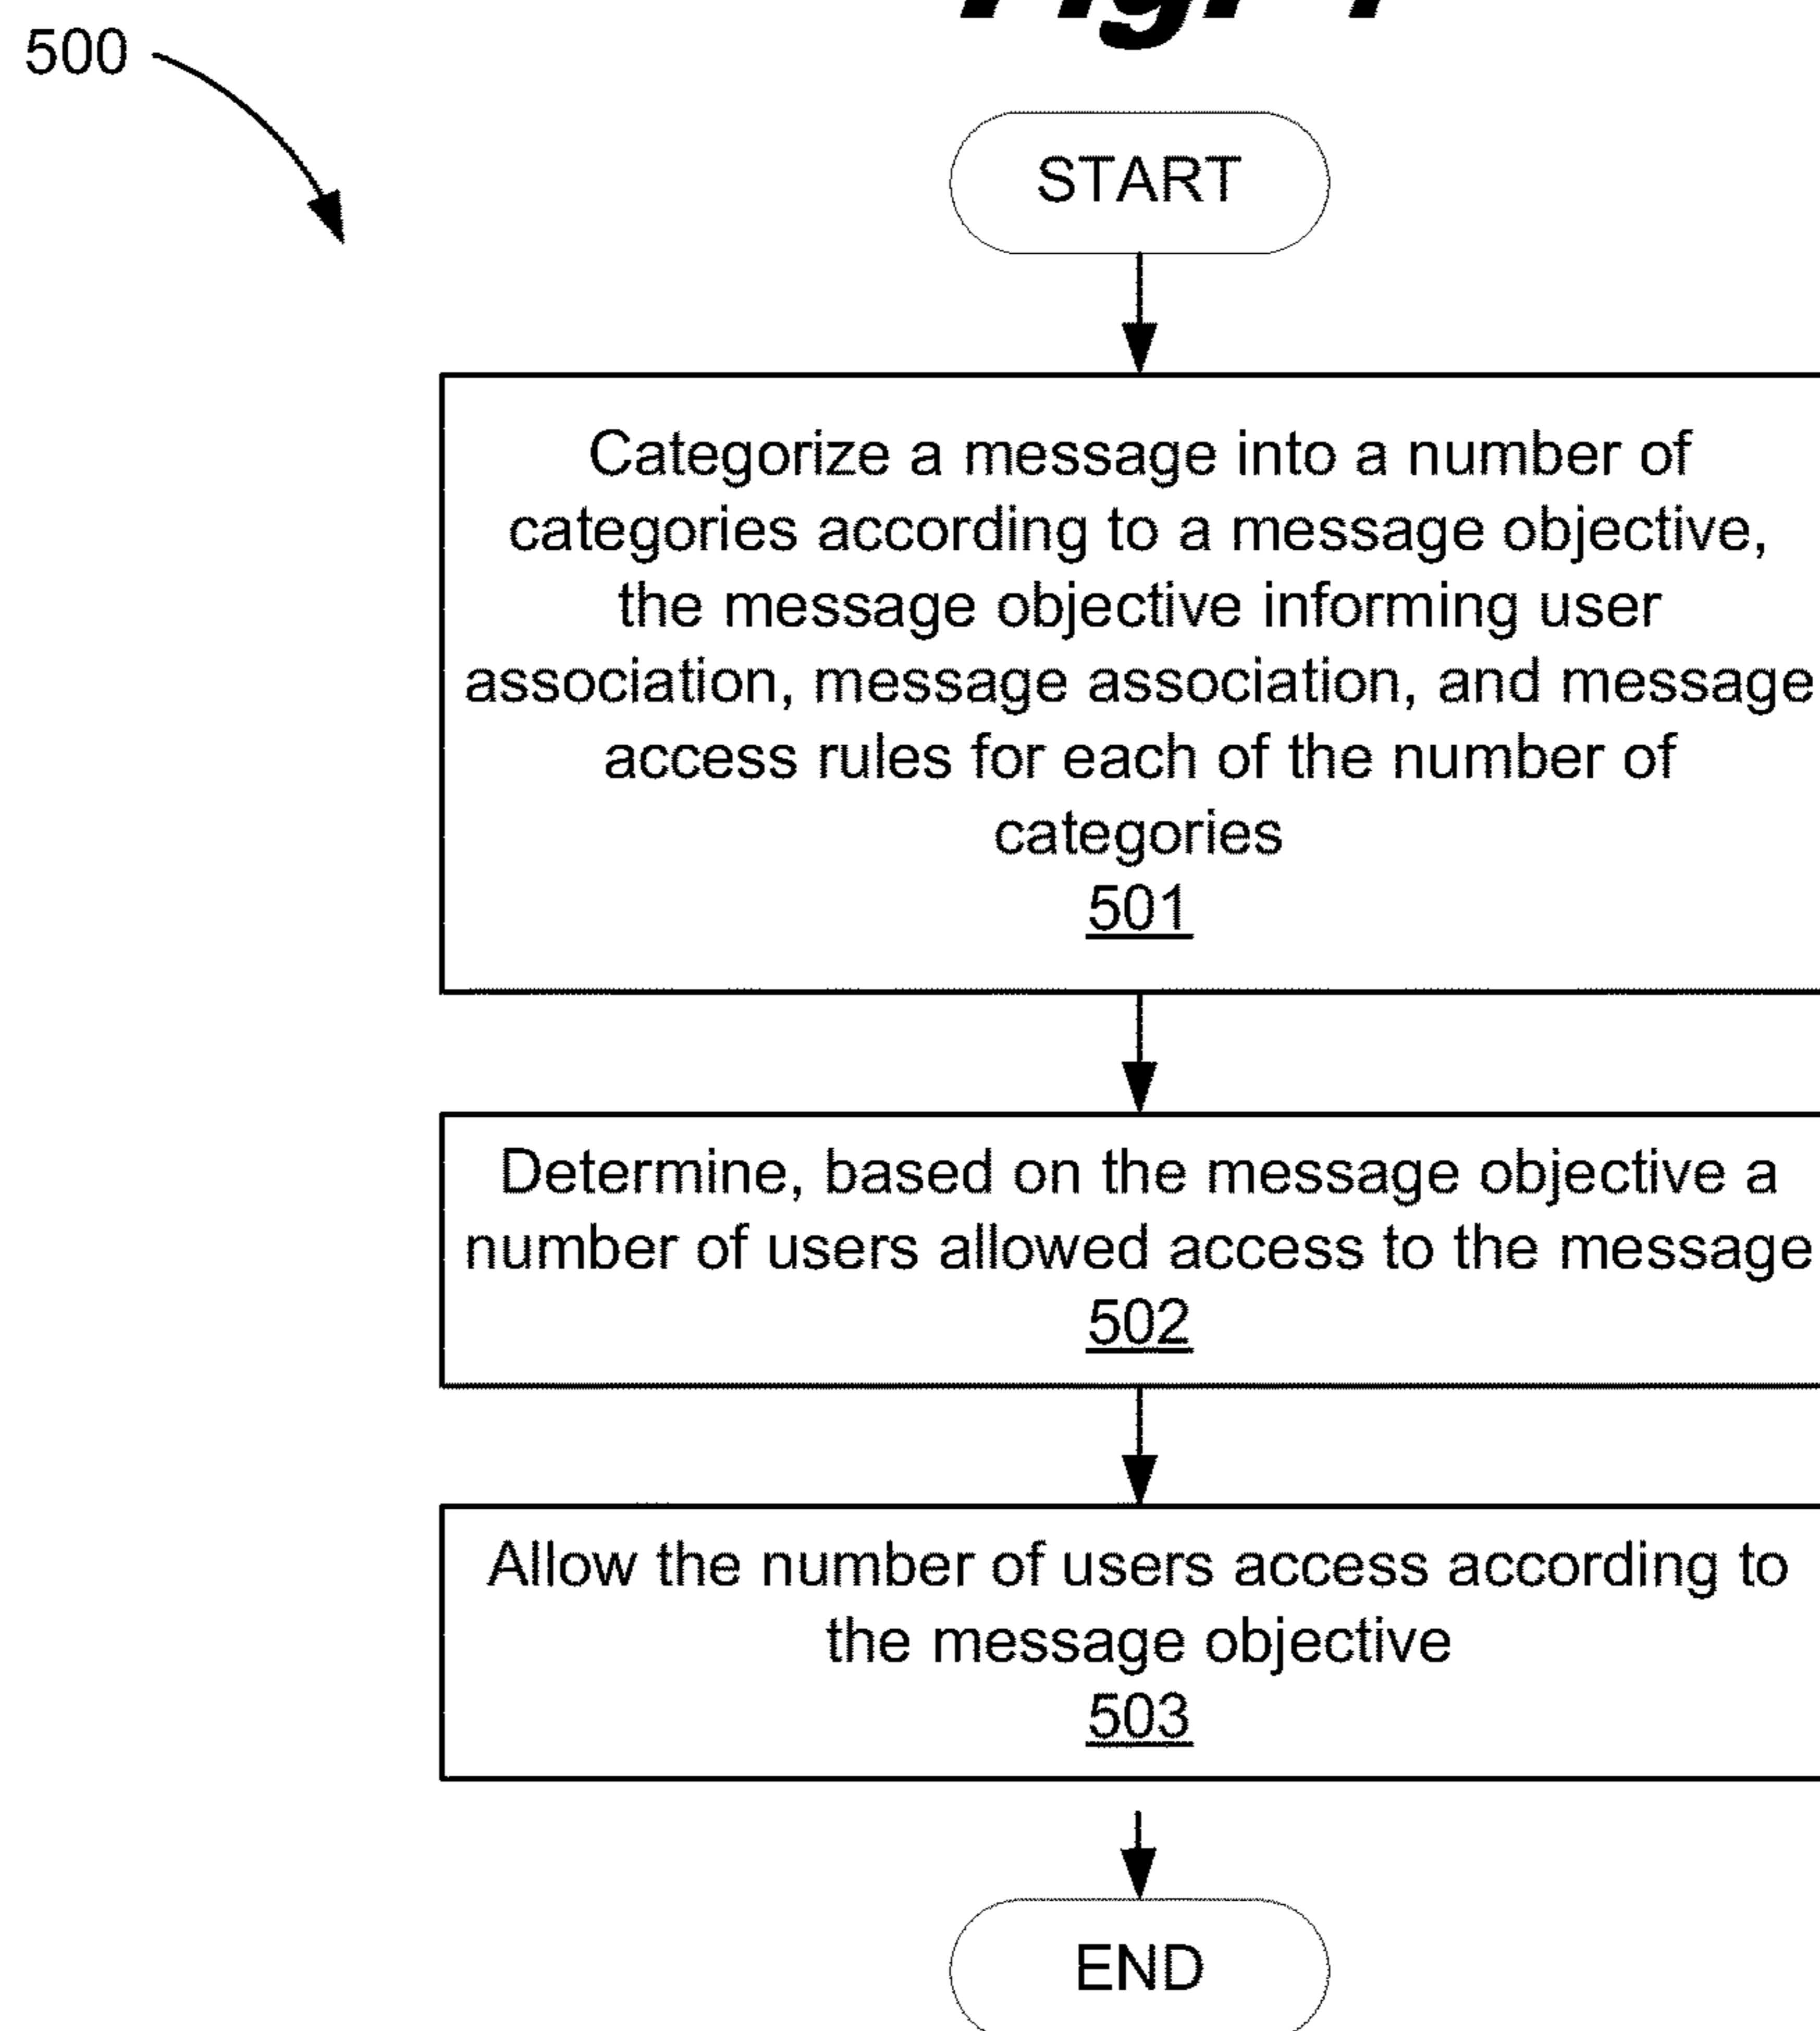 500
START
Categorize a message into a number of
categories according to a message objective,
the message objective informing user
association, message association, and message
access rules for each of the number of
categories
501
Determine, based on the message objective a
number of users allowed access to the message
502
Allow the number of users access according to
the message objective
503
END